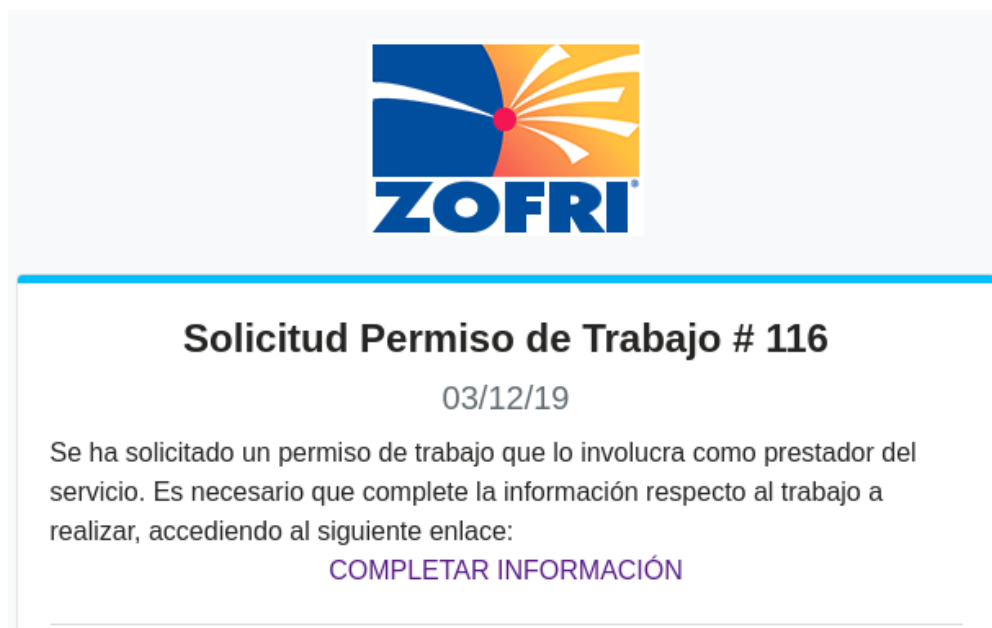 ZOFRI®
Solicitud Permiso de Trabajo # 116
03/12/19
Se ha solicitado un permiso de trabajo que lo involucra como prestador del
servicio. Es necesario que complete la información respecto al trabajo a
realizar, accediendo al siguiente enlace:
COMPLETAR INFORMACIÓN